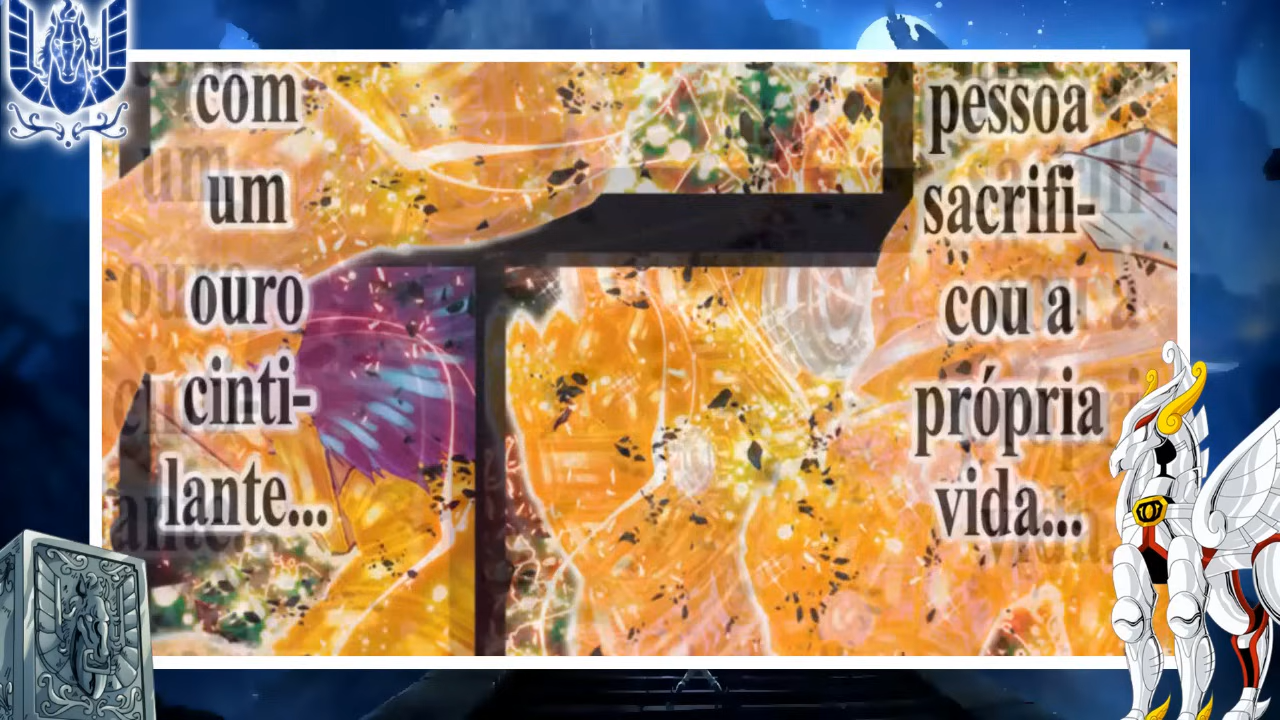 com
um
ouro
cinti-
lante...
pessoa
sacrifi-
cou a
própria
vida...